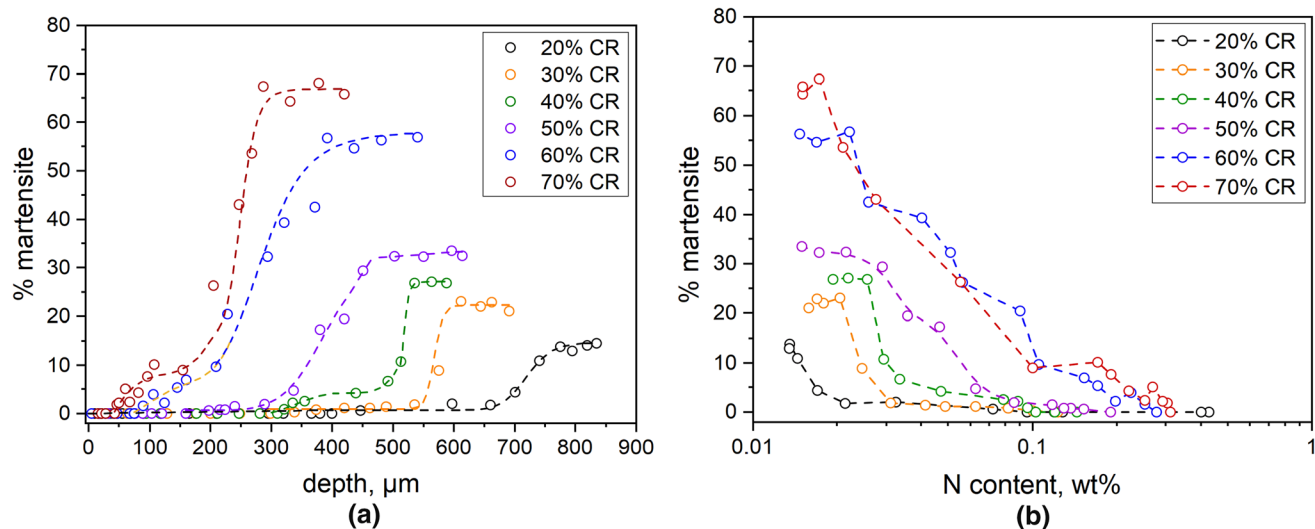 80
70
60
50
40
30
20
10
0
% martensite
0 100 200 300 400 500 600 700 800 900
depth, μm
(a)
20% CR
30% CR
40% CR
50% CR
60% CR
70% CR
80
70
60
50
40
30
20
10
0
% martensite
0.01 0.1 1
N content, wt%
(b)
20% CR
30% CR
40% CR
50% CR
60% CR
70% CR